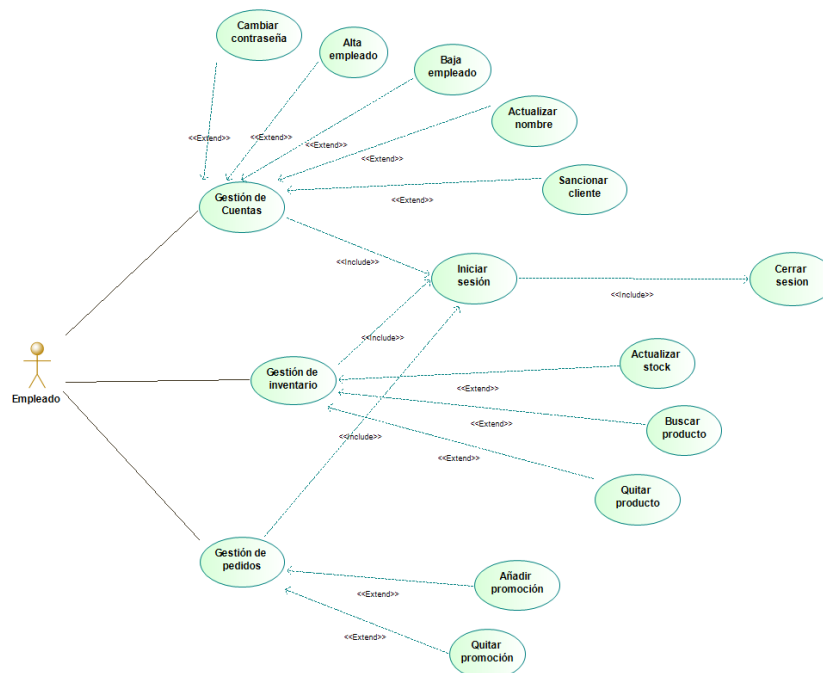 Cambiar
contraseña
Alta
empleado
Baja
empleado
Actualizar
nombre
<<Extend>>
<<Extend>>
<<Extend>>
<<Extend>>
Sancionar
cliente
<<Extend>>
Gestión de
Cuentas
<<Include>>
Iniciar
sesión
Cerrar
sesion
<<Include>>
<<Include>>
Actualizar
stock
Gestión de
inventario
<<Extend>>
Empleado
Buscar
producto
<<Extend>>
<<Include>>
<<Extend>>
Quitar
producto
Gestión de
pedidos
Añadir
promoción
<<Extend>>
<<Extend>>
Quitar
promoción